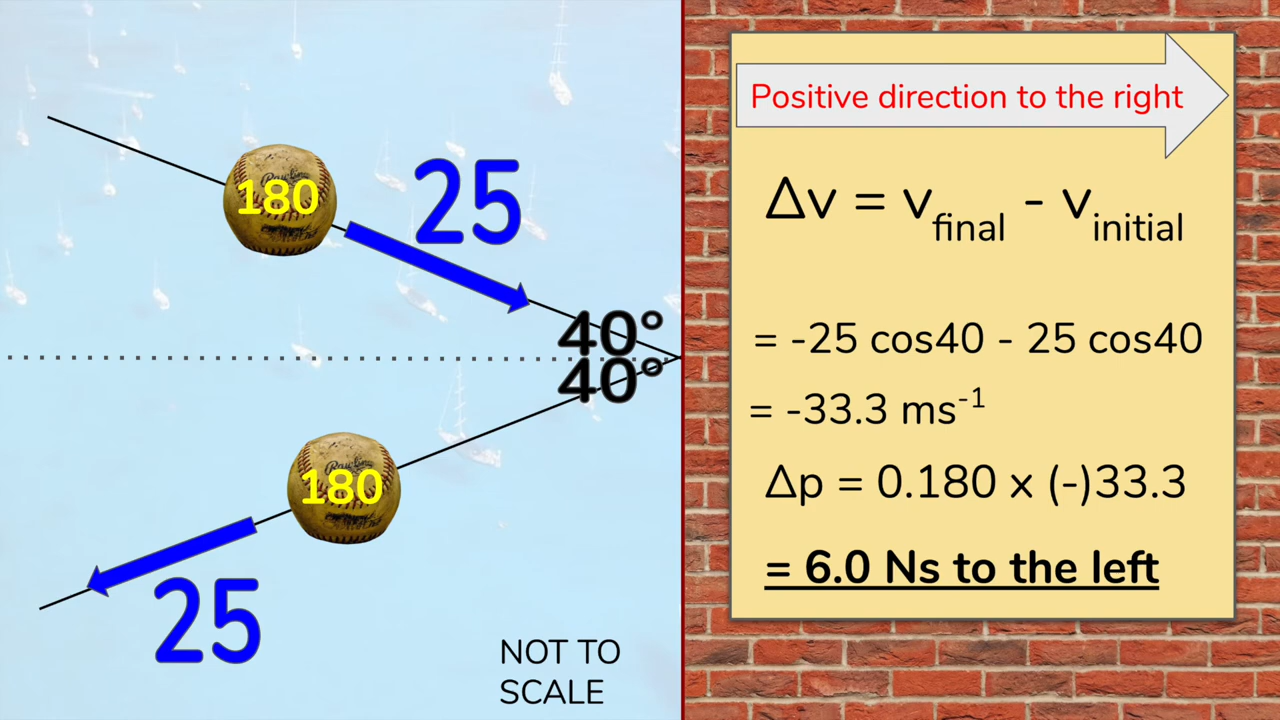 180
25
40°
40°
180
25
NOT TO
SCALE
Positive direction to the right
Δv = v_final - v_initial
= -25 cos40 - 25 cos40
= -33.3 ms⁻¹
Δp = 0.180 x (-)33.3
= 6.0 Ns to the left